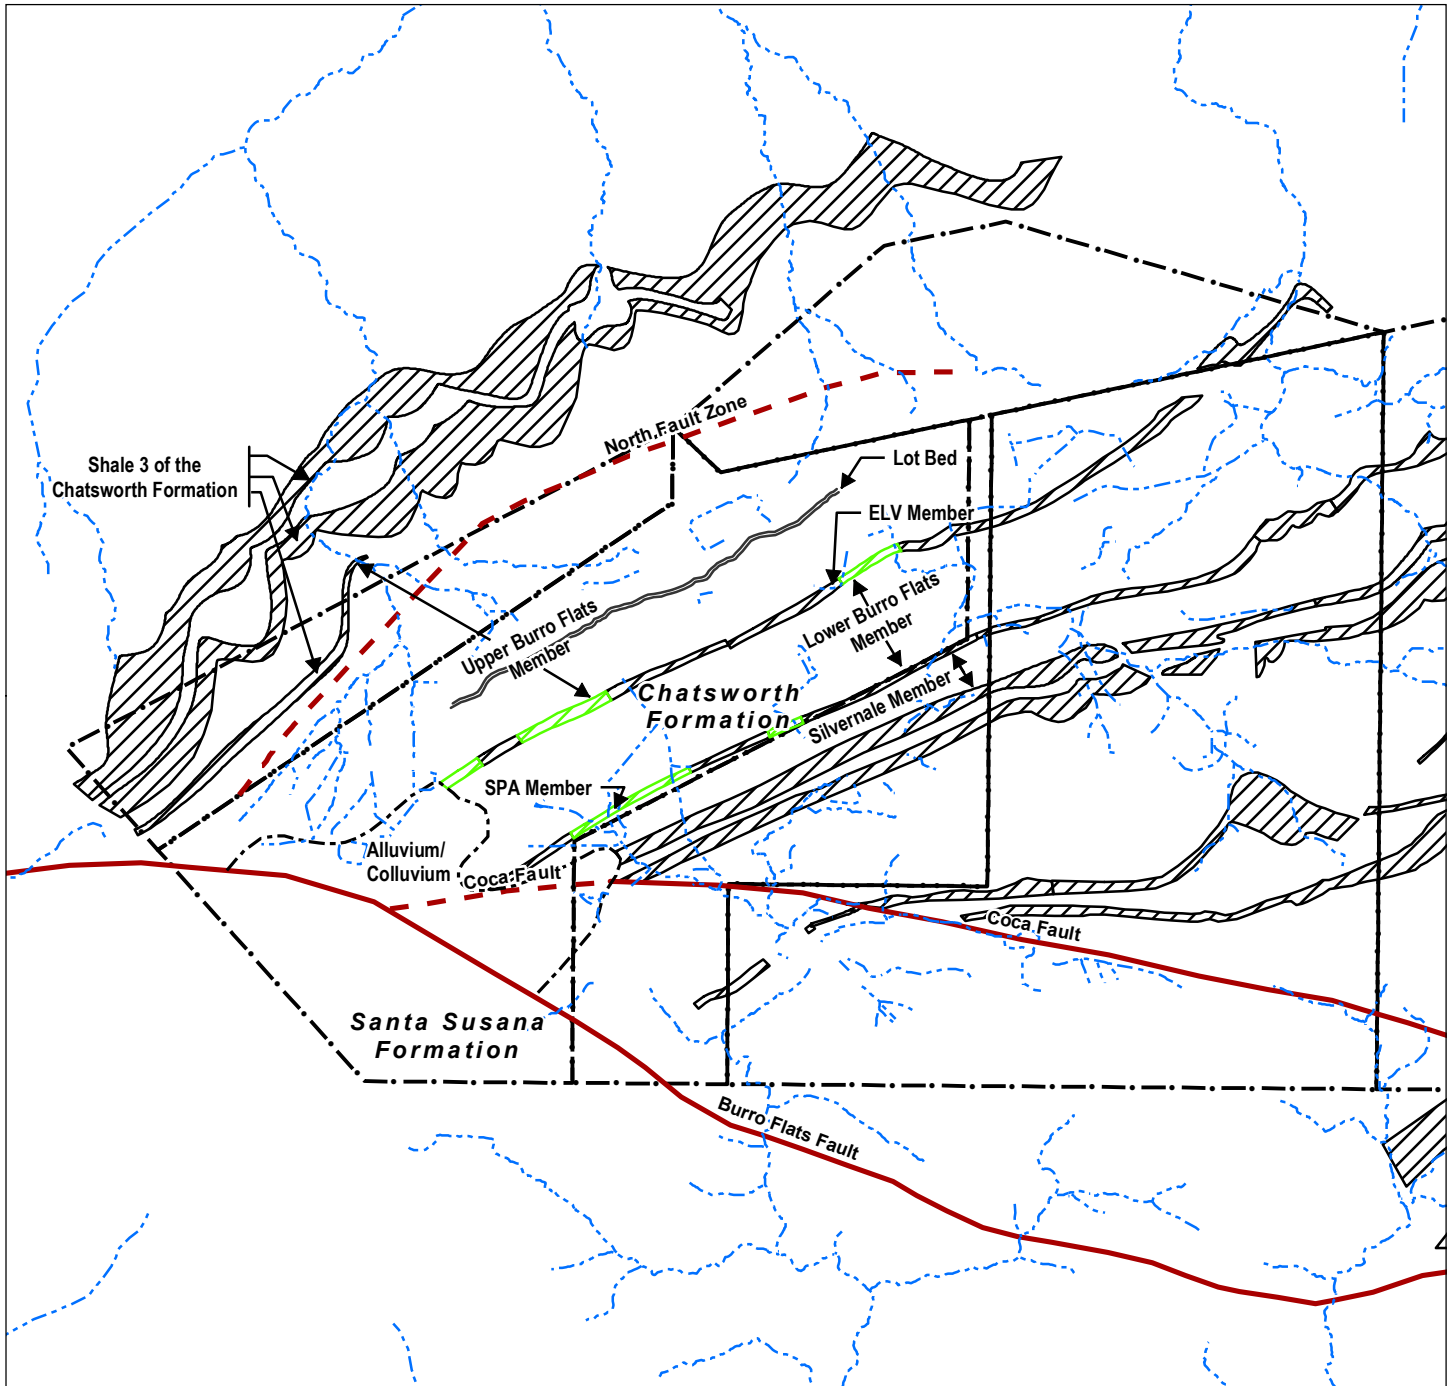 North Fault Zone
Shale 3 of the
Chatsworth Formation
Lot Bed
ELV Member
Lower Burro Flats
Member
Upper Burro Flats
Member
Chatsworth
Formation
Silvernale Member
SPA Member
Alluvium/
Colluvium
Coca Fault
Coca Fault
Santa Susana
Formation
Burro Flats Fault